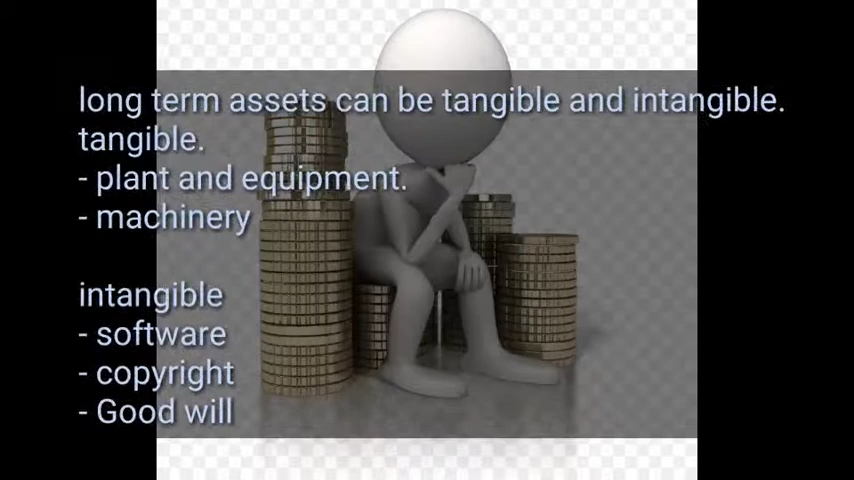 long term assets can be tangible and intangible.
tangible.
- plant and equipment.
- machinery
intangible
- software
- copyright
- Good will